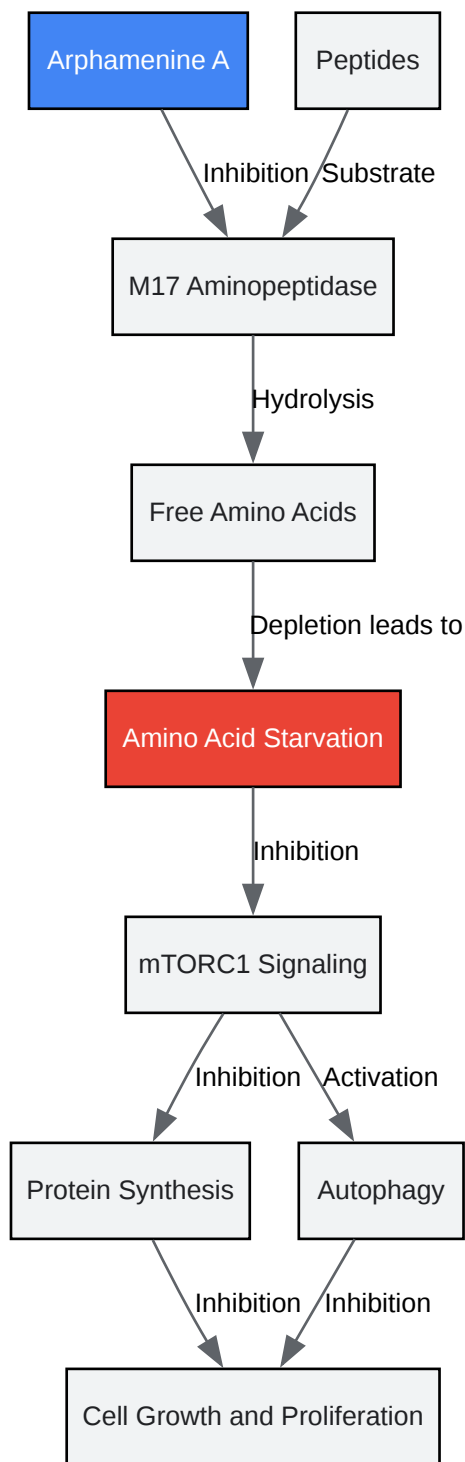 Arphamenine A
Peptides
Inhibition
Substrate
M17 Aminopeptidase
Hydrolysis
Free Amino Acids
Depletion leads to
Amino Acid Starvation
Inhibition
mTORC1 Signaling
Inhibition
Activation
Protein Synthesis
Autophagy
Inhibition
Inhibition
Cell Growth and Proliferation